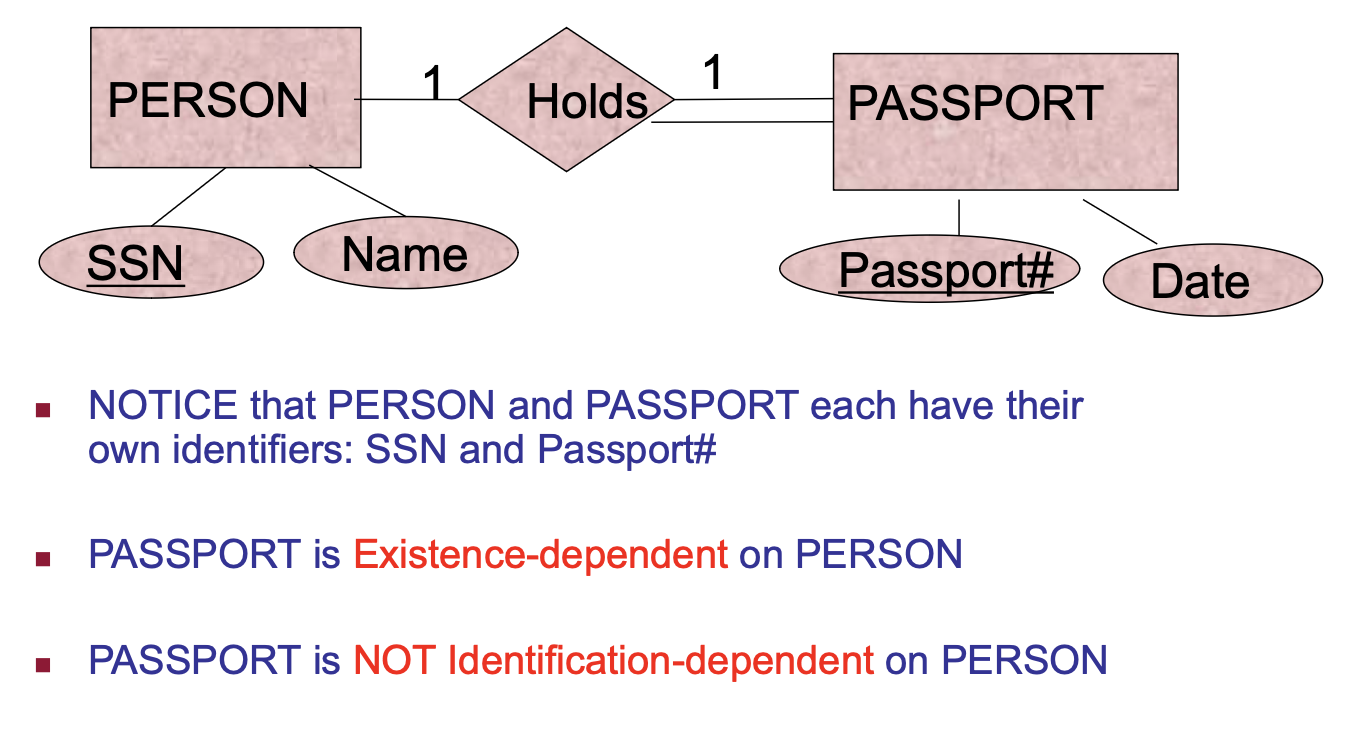 PERSON
1
Holds
1
PASSPORT
SSN
Name
Passport#
Date
NOTICE that PERSON and PASSPORT each have their
own identifiers: SSN and Passport#
PASSPORT is Existence-dependent on PERSON
PASSPORT is NOT Identification-dependent on PERSON